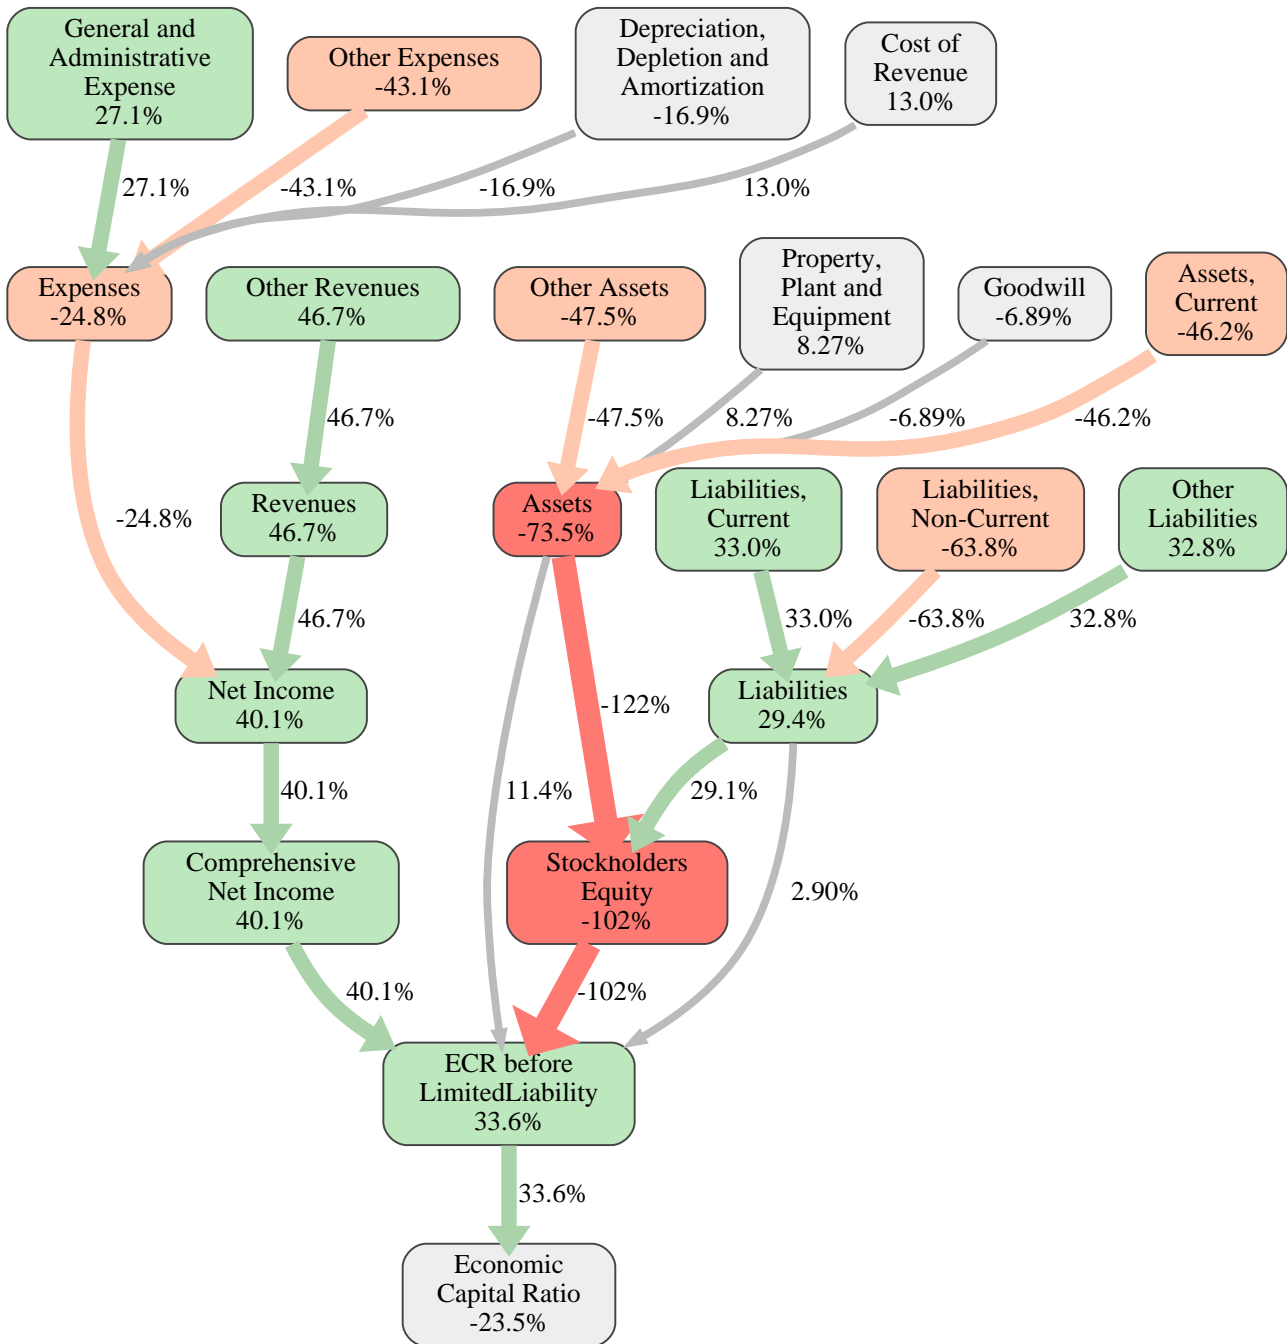 General and
Administrative
Expense
27.1%
Other Expenses
-43.1%
Depreciation,
Depletion and
Amortization
-16.9%
Cost of
Revenue
13.0%
27.1%
-43.1%
-16.9%
13.0%
Expenses
-24.8%
Other Revenues
46.7%
Other Assets
-47.5%
Property,
Plant and
Equipment
8.27%
Goodwill
-6.89%
Assets,
Current
-46.2%
46.7%
-47.5%
8.27%
-6.89%
-46.2%
-24.8%
Revenues
46.7%
Assets
-73.5%
Liabilities,
Current
33.0%
Liabilities,
Non-Current
-63.8%
Other
Liabilities
32.8%
46.7%
33.0%
-63.8%
32.8%
Net Income
40.1%
-122%
Liabilities
29.4%
40.1%
11.4%
29.1%
Comprehensive
Net Income
40.1%
Stockholders
Equity
-102%
2.90%
40.1%
-102%
ECR before
LimitedLiability
33.6%
33.6%
Economic
Capital Ratio
-23.5%